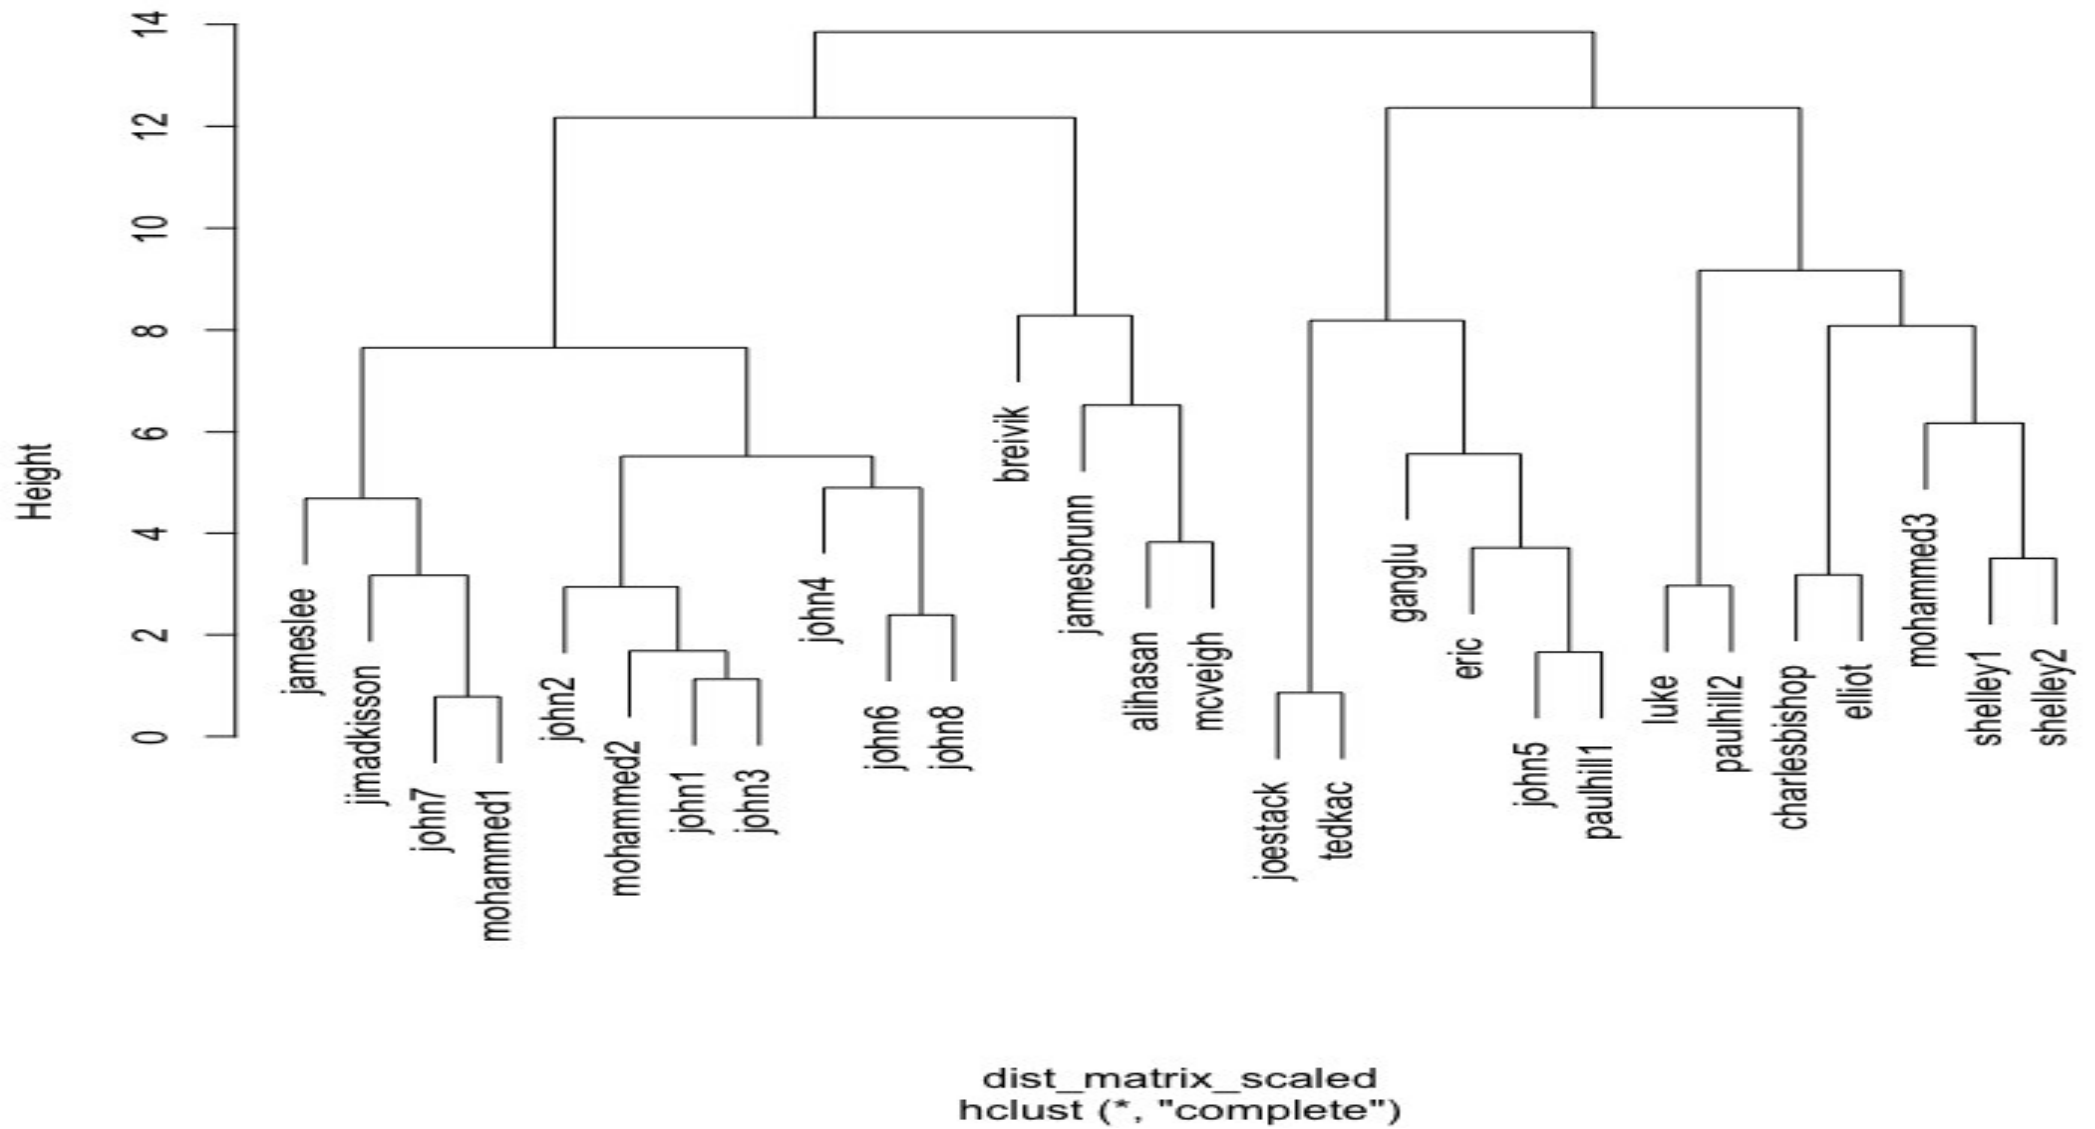 Height
14
12
10
8
6
4
2
0
jameslee
jimadkisson
john7
mohammed1
john2
mohammed2
john1
john3
john4
john6
john8
breivik
jamesbrunn
alihasan
mcveigh
joestack
tedkac
ganglu
eric
john5
paulhill1
luke
paulhill2
charlesbishop
elliot
mohammed3
shelley1
shelley2
dist_matrix_scaled
hclust (*, "complete")